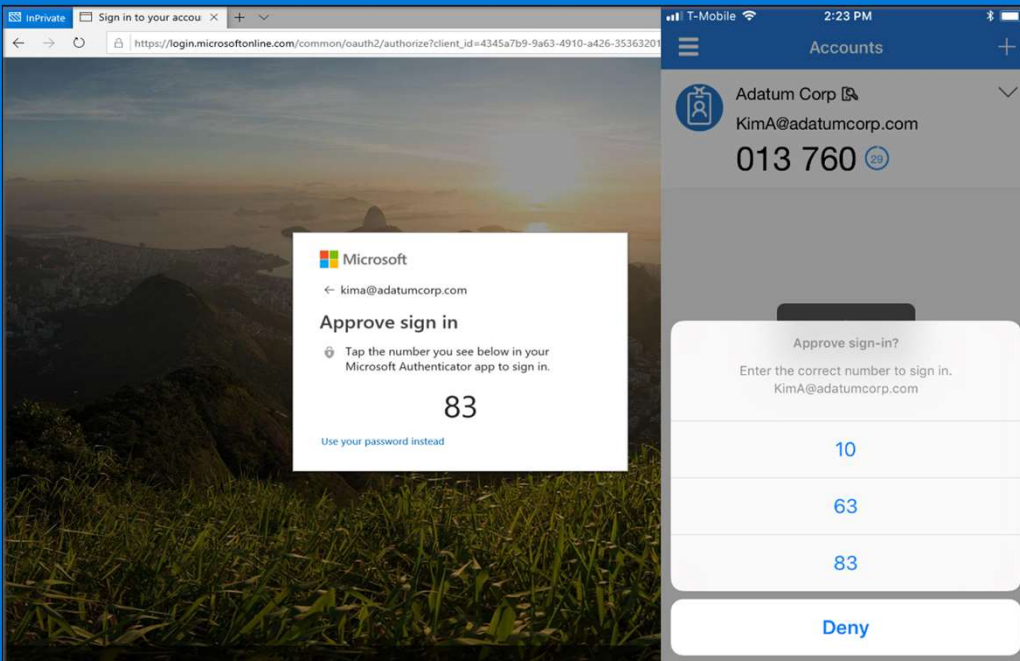 InPrivate
Sign in to your accou
https://login.microsoftonline.com/common/oauth2/authorize?client_id=4345a7b9-9a63-4910-a426-35363201
Microsoft
kima@adatumcorp.com
Approve sign in
Tap the number you see below in your
Microsoft Authenticator app to sign in.
83
Use your password instead
T-Mobile
2:23 PM
Accounts
Adatum Corp
KimA@adatumcorp.com
013 760
29
Approve sign-in?
Enter the correct number to sign in.
KimA@adatumcorp.com
10
63
83
Deny